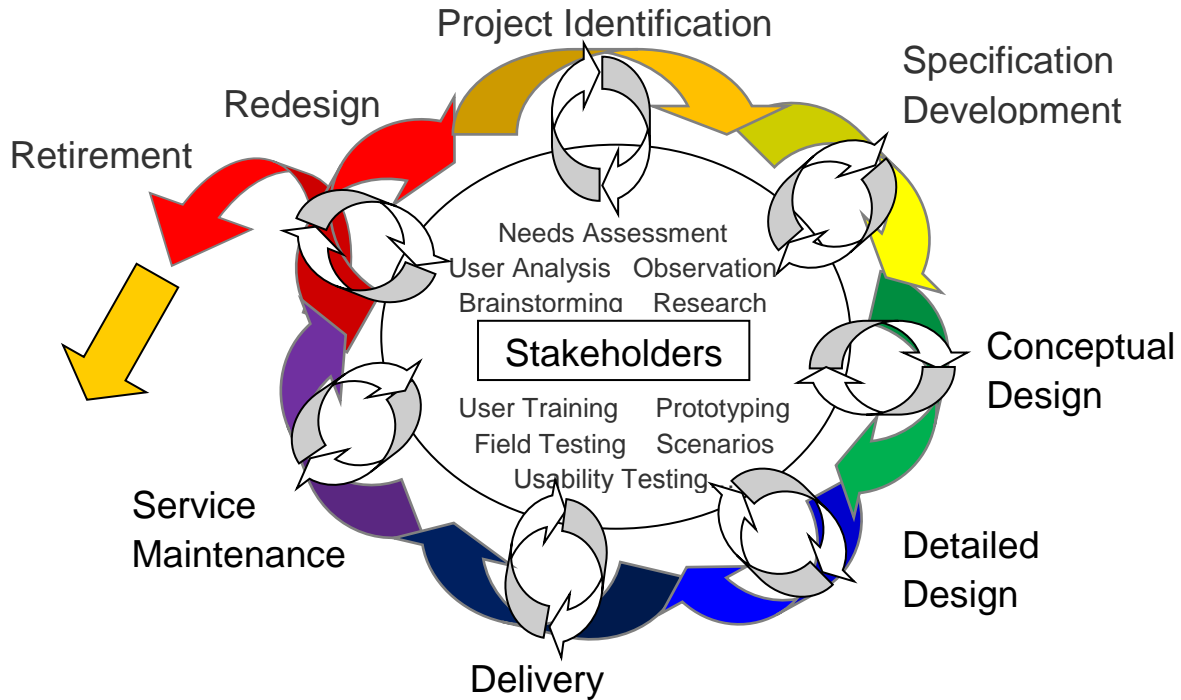 Project Identification
Specification
Development
Redesign
Retirement
Needs Assessment
User Analysis Observation
Brainstorming Research
Stakeholders
Conceptual
Design
User Training Prototyping
Field Testing Scenarios
Usability Testing
Service
Maintenance
Detailed
Design
Delivery